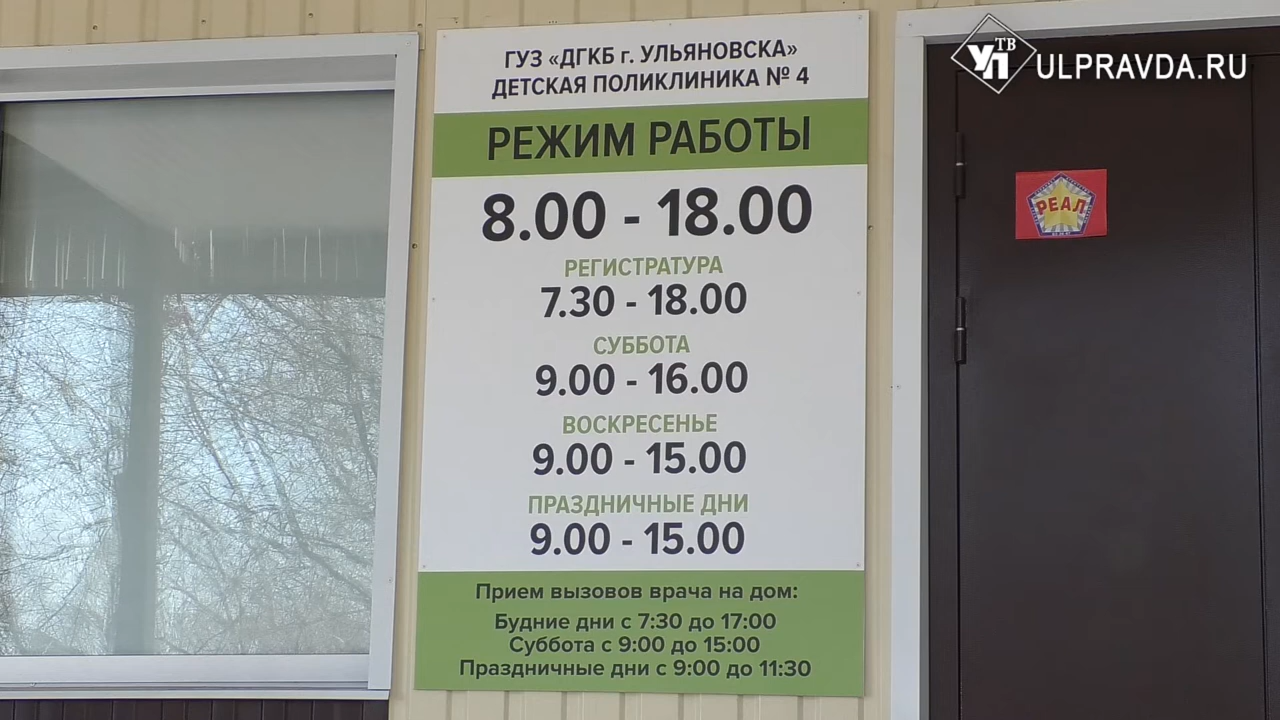 УП ТВ ULPRAVDA.RU
ГУЗ «ДГКБ г. УЛЬЯНОВСКА»
ДЕТСКАЯ ПОЛИКЛИНИКА № 4
РЕЖИМ РАБОТЫ
8.00 - 18.00
РЕГИСТРАТУРА
7.30 - 18.00
СУББОТА
9.00 - 16.00
ВОСКРЕСЕНЬЕ
9.00 - 15.00
ПРАЗДНИЧНЫЕ ДНИ
9.00 - 15.00
Прием вызовов врача на дом:
Будние дни с 7:30 до 17:00
Суббота с 9:00 до 15:00
Праздничные дни с 9:00 до 11:30
РЕАЛ